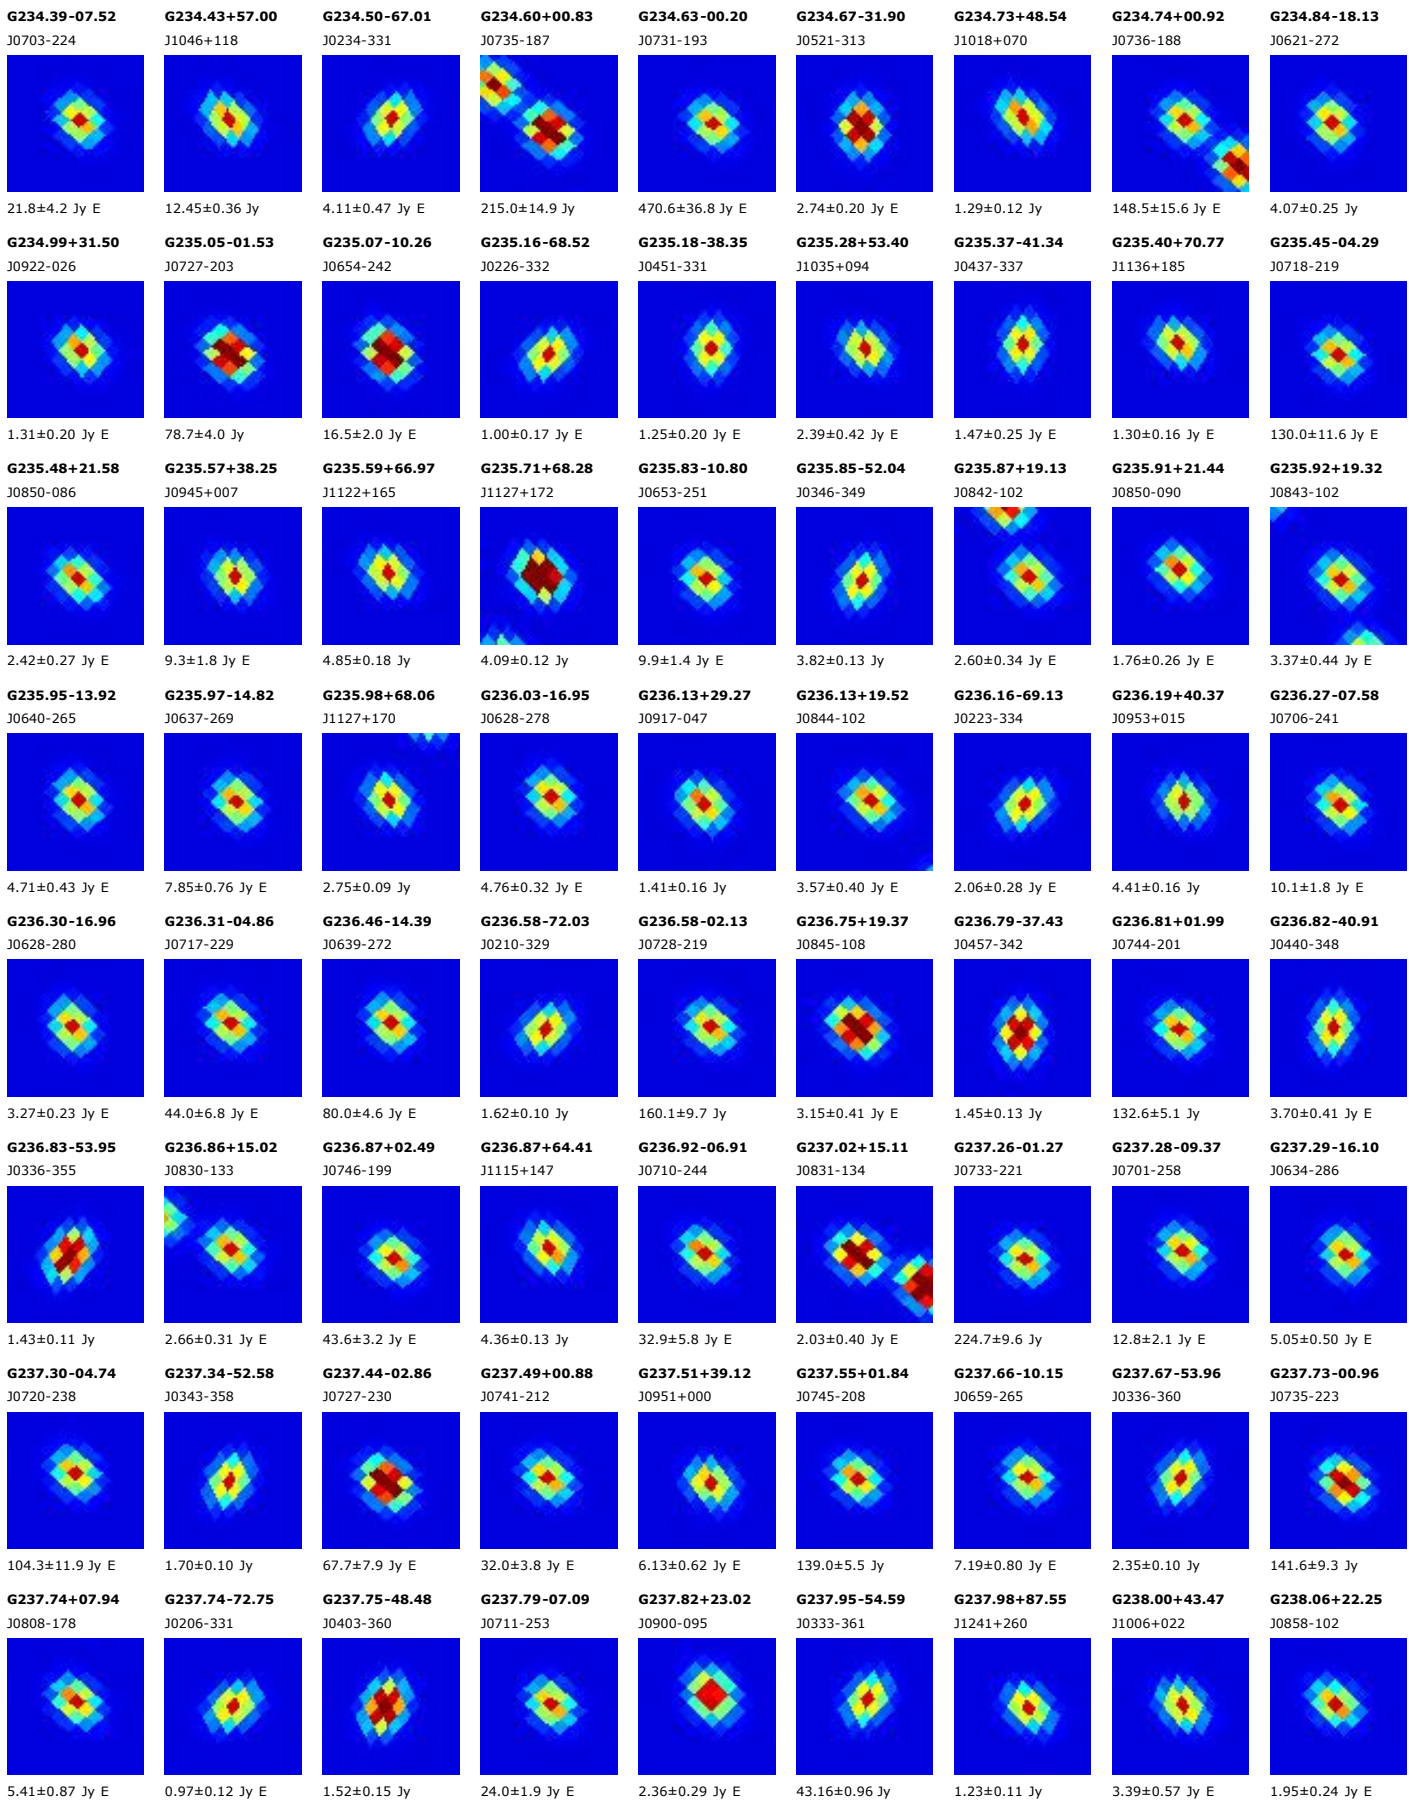 G234.39-07.52 G234.43+57.00 G234.50-67.01 G234.60+00.83 G234.63-00.20 G234.67-31.90 G234.73+48.54 G234.74+00.92 G234.84-18.13
J0703-224 J1046+118 J0234-331 J0735-187 J0731-193 J0521-313 J1018+070 J0736-188 J0621-272
21.8±4.2 Jy E 12.45±0.36 Jy 4.11±0.47 Jy E 215.0±14.9 Jy 470.6±36.8 Jy E 2.74±0.20 Jy E 1.29±0.12 Jy 148.5±15.6 Jy E 4.07±0.25 Jy
G234.99+31.50 G235.05-01.53 G235.07-10.26 G235.16-68.52 G235.18-38.35 G235.28+53.40 G235.37-41.34 G235.40+70.77 G235.45-04.29
J0922-026 J0727-203 J0654-242 J0226-332 J0451-331 J1035+094 J0437-337 J1136+185 J0718-219
1.31±0.20 Jy E 78.7±4.0 Jy 16.5±2.0 Jy E 1.00±0.17 Jy E 1.25±0.20 Jy E 2.39±0.42 Jy E 1.47±0.25 Jy E 1.30±0.16 Jy E 130.0±11.6 Jy E
G235.48+21.58 G235.57+38.25 G235.59+66.97 G235.71+68.28 G235.83-10.80 G235.85-52.04 G235.87+19.13 G235.91+21.44 G235.92+19.32
J0850-086 J0945+007 J1122+165 J1127+172 J0653-251 J0346-349 J0842-102 J0850-090 J0843-102
2.42±0.27 Jy E 9.3±1.8 Jy E 4.85±0.18 Jy 4.09±0.12 Jy 9.9±1.4 Jy E 3.82±0.13 Jy 2.60±0.34 Jy E 1.76±0.26 Jy E 3.37±0.44 Jy E
G235.95-13.92 G235.97-14.82 G235.98+68.06 G236.03-16.95 G236.13+29.27 G236.13+19.52 G236.16-69.13 G236.19+40.37 G236.27-07.58
J0640-265 J0637-269 J1127+170 J0628-278 J0917-047 J0844-102 J0223-334 J0953+015 J0706-241
4.71±0.43 Jy E 7.85±0.76 Jy E 2.75±0.09 Jy 4.76±0.32 Jy E 1.41±0.16 Jy 3.57±0.40 Jy E 2.06±0.28 Jy E 4.41±0.16 Jy 10.1±1.8 Jy E
G236.30-16.96 G236.31-04.86 G236.46-14.39 G236.58-72.03 G236.58-02.13 G236.75+19.37 G236.79-37.43 G236.81+01.99 G236.82-40.91
J0628-280 J0717-229 J0639-272 J0210-329 J0728-219 J0845-108 J0457-342 J0744-201 J0440-348
3.27±0.23 Jy E 44.0±6.8 Jy E 80.0±4.6 Jy E 1.62±0.10 Jy 160.1±9.7 Jy 3.15±0.41 Jy E 1.45±0.13 Jy 132.6±5.1 Jy 3.70±0.41 Jy E
G236.83-53.95 G236.86+15.02 G236.87+02.49 G236.87+64.41 G236.92-06.91 G237.02+15.11 G237.26-01.27 G237.28-09.37 G237.29-16.10
J0336-355 J0830-133 J0746-199 J1115+147 J0710-244 J0831-134 J0733-221 J0701-258 J0634-286
1.43±0.11 Jy 2.66±0.31 Jy E 43.6±3.2 Jy E 4.36±0.13 Jy 32.9±5.8 Jy E 2.03±0.40 Jy E 224.7±9.6 Jy 12.8±2.1 Jy E 5.05±0.50 Jy E
G237.30-04.74 G237.34-52.58 G237.44-02.86 G237.49+00.88 G237.51+39.12 G237.55+01.84 G237.66-10.15 G237.67-53.96 G237.73-00.96
J0720-238 J0343-358 J0727-230 J0741-212 J0951+000 J0745-208 J0659-265 J0336-360 J0735-223
104.3±11.9 Jy E 1.70±0.10 Jy 67.7±7.9 Jy E 32.0±3.8 Jy E 6.13±0.62 Jy E 139.0±5.5 Jy 7.19±0.80 Jy E 2.35±0.10 Jy 141.6±9.3 Jy
G237.74+07.94 G237.74-72.75 G237.75-48.48 G237.79-07.09 G237.82+23.02 G237.95-54.59 G237.98+87.55 G238.00+43.47 G238.06+22.25
J0808-178 J0206-331 J0403-360 J0711-253 J0900-095 J0333-361 J1241+260 J1006+022 J0858-102
5.41±0.87 Jy E 0.97±0.12 Jy E 1.52±0.15 Jy 24.0±1.9 Jy E 2.36±0.29 Jy E 43.16±0.96 Jy 1.23±0.11 Jy 3.39±0.57 Jy E 1.95±0.24 Jy E